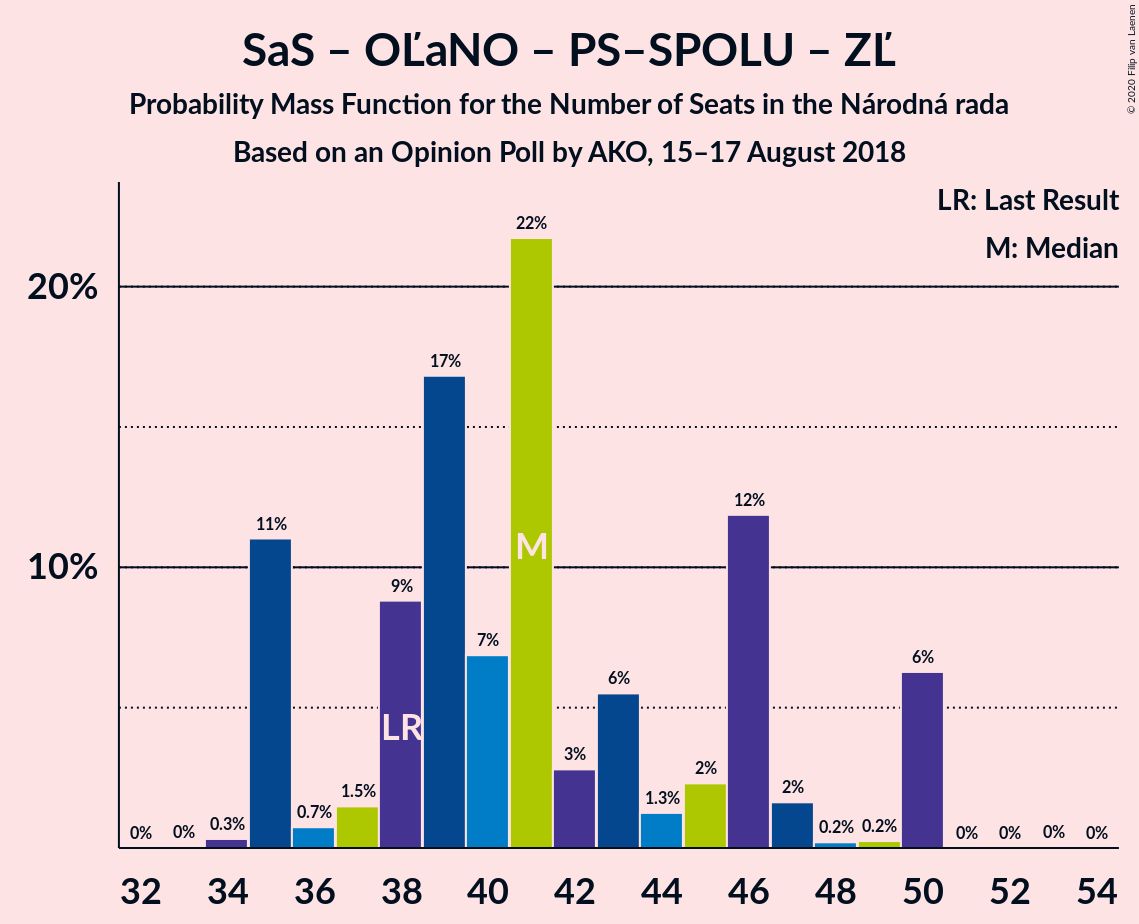 SaS – OĽaNO – PS–SPOLU – ZĽ
Probability Mass Function for the Number of Seats in the Národná rada
Based on an Opinion Poll by AKO, 15–17 August 2018
© 2020 Filip van Laenen
LR: Last Result
M: Median
20%
10%
0% 0% 0.3% 11% 0.7% 1.5% 9% 17% 7% 22% 3% 6% 1.3% 2% 12% 2% 0.2% 0.2% 6% 0% 0% 0% 0%
LR M
32 34 36 38 40 42 44 46 48 50 52 54